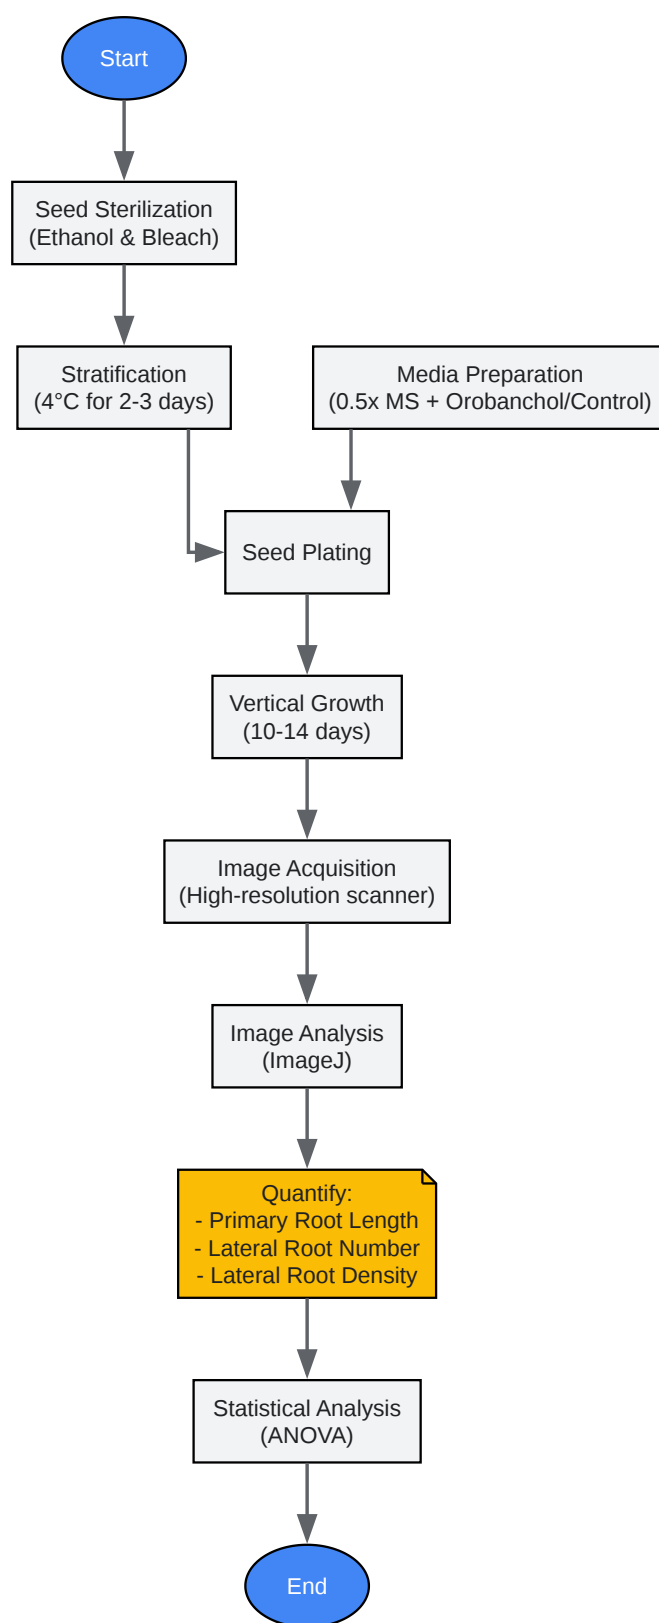 Start
Seed Sterilization
(Ethanol & Bleach)
Stratification
(4°C for 2-3 days)
Media Preparation
(0.5x MS + Orobanchol/Control)
Seed Plating
Vertical Growth
(10-14 days)
Image Acquisition
(High-resolution scanner)
Image Analysis
(ImageJ)
Quantify:
- Primary Root Length
- Lateral Root Number
- Lateral Root Density
Statistical Analysis
(ANOVA)
End